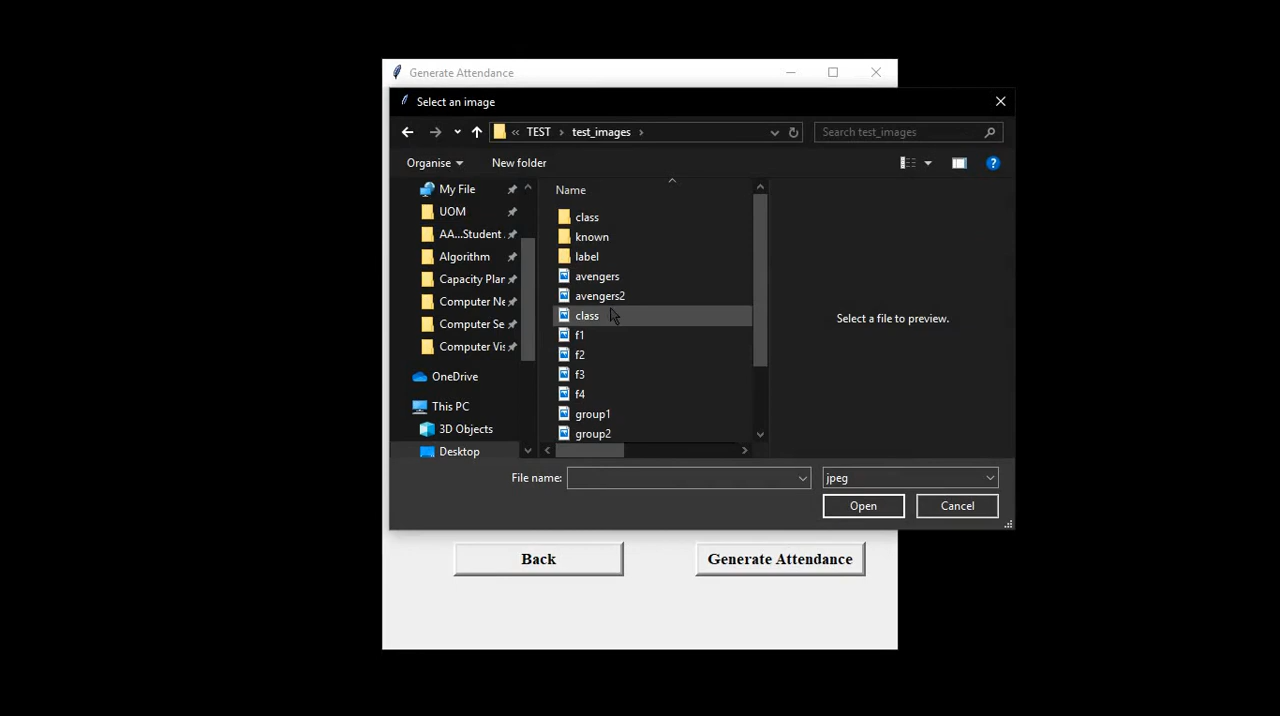 Generate Attendance
Select an image
« TEST › test_images ›
Search test_images
Organise
New folder
?
My File
UOM
AA...Student
Algorithm
Capacity Plar
Computer Ne
Computer Se
Computer Vis
OneDrive
This PC
3D Objects
Desktop
Name
class
known
label
avengers
avengers2
class
f1
f2
f3
f4
group1
group2
Select a file to preview.
File name:
jpeg
Open
Cancel
Back
Generate Attendance